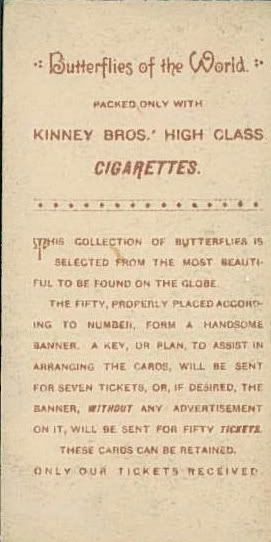 Butterflies of the World.
PACKED ONLY WITH
KINNEY BROS.' HIGH CLASS
CIGARETTES.
THIS COLLECTION OF BUTTERFLIES IS
SELECTED FROM THE MOST BEAUTI-
FUL TO BE FOUND ON THE GLOBE.
THE FIFTY, PROPERLY PLACED ACCORD-
ING TO NUMBER, FORM A HANDSOME
BANNER. A KEY, OR PLAN, TO ASSIST IN
ARRANGING THE CARDS, WILL BE SENT
FOR SEVEN TICKETS, OR, IF DESIRED, THE
BANNER, WITHOUT ANY ADVERTISEMENT
ON IT, WILL BE SENT FOR FIFTY TICKETS.
THESE CARDS CAN BE RETAINED.
ONLY OUR TICKETS RECEIVED.